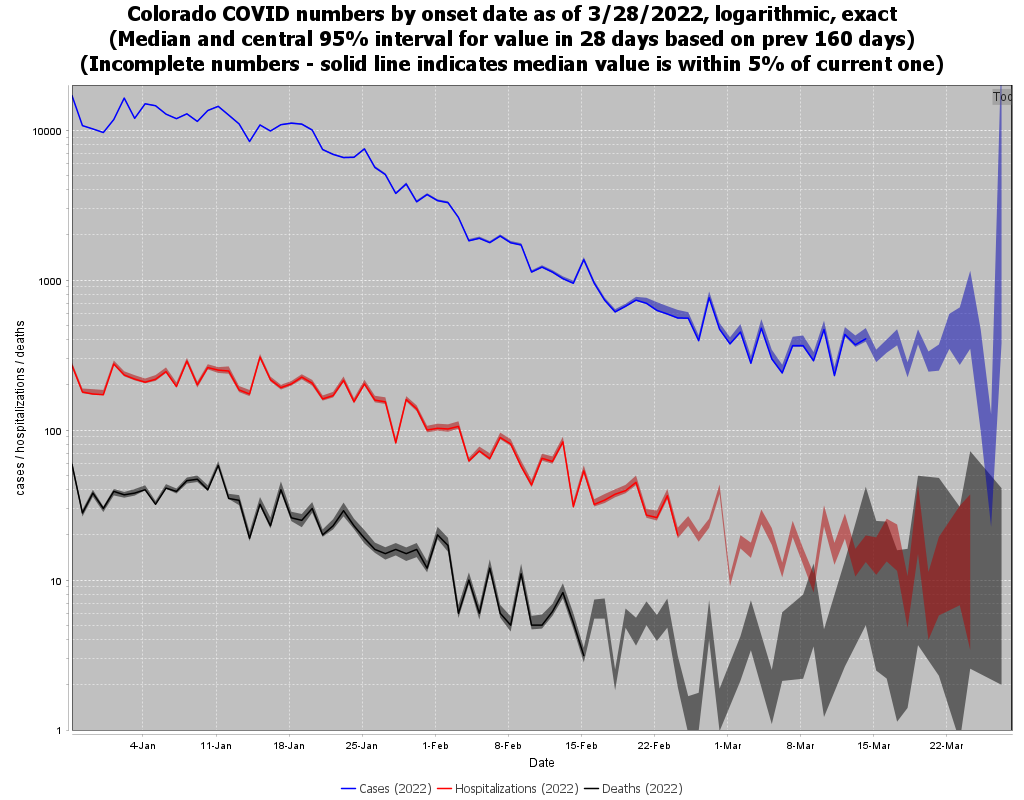 Colorado COVID numbers by onset date as of 3/28/2022, logarithmic, exact
(Median and central 95% interval for value in 28 days based on prev 160 days)
(Incomplete numbers - solid line indicates median value is within 5% of current one)
Toc
10000
1000
100
10
1
cases / hospitalizations / deaths
4-Jan 11-Jan 18-Jan 25-Jan 1-Feb 8-Feb 15-Feb 22-Feb 1-Mar 8-Mar 15-Mar 22-Mar
Date
Cases (2022) Hospitalizations (2022) Deaths (2022)